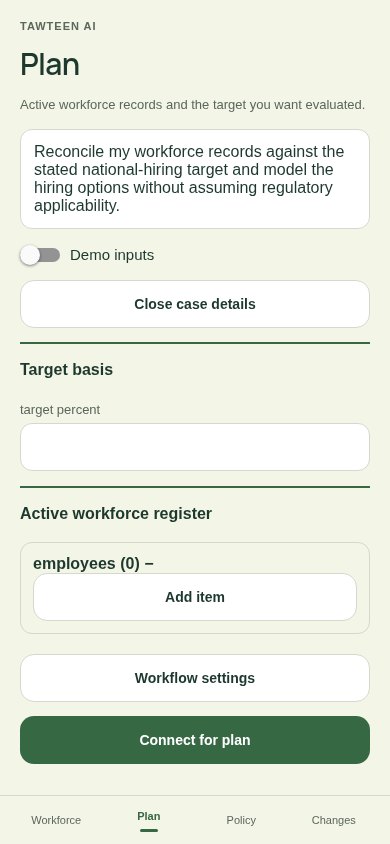 TAWTEEN AI
Plan
Active workforce records and the target you want evaluated.
Reconcile my workforce records against the
stated national-hiring target and model the
hiring options without assuming regulatory
applicability.
Demo inputs
Close case details
Target basis
target percent
Active workforce register
employees (0) −
Add item
Workflow settings
Connect for plan
Workforce
Plan
Policy
Changes